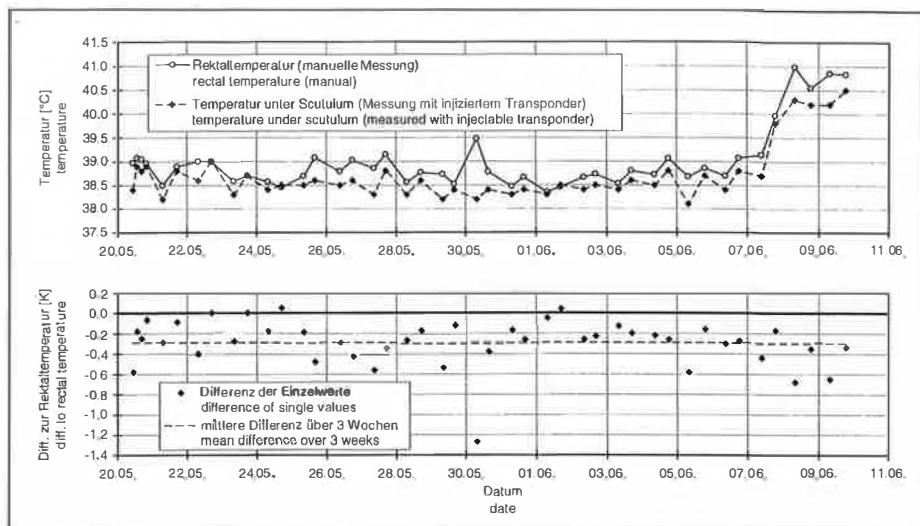 41.5
41.0
40.5
40.0
39.5
39.0
38.5
38.0
37.5
Temperatur [°C]
temperature
Rektaltemperatur (manuelle Messung)
rectal temperature (manual)
Temperatur unter Scutulum (Messung mit injiziertem Transponder)
temperature under scutulum (measured with injectable transponder)
20.05. 22.05. 24.05. 26.05. 28.05. 30.05. 01.06. 03.06. 05.06. 07.06. 09.06. 11.06.
0,2
0,0
-0,2
-0,4
-0,6
-0,8
-1,0
-1,2
-1,4
Diff. zur Rektaltemperatur [K]
diff. to rectal temperature
Differenz der Einzelwerte
difference of single values
mittlere Differenz über 3 Wochen
mean difference over 3 weeks
20.05. 22.05. 24.05. 26.05. 28.05. 30.05. 01.06. 03.06. 05.06. 07.06. 09.06. 11.06.
Datum
date